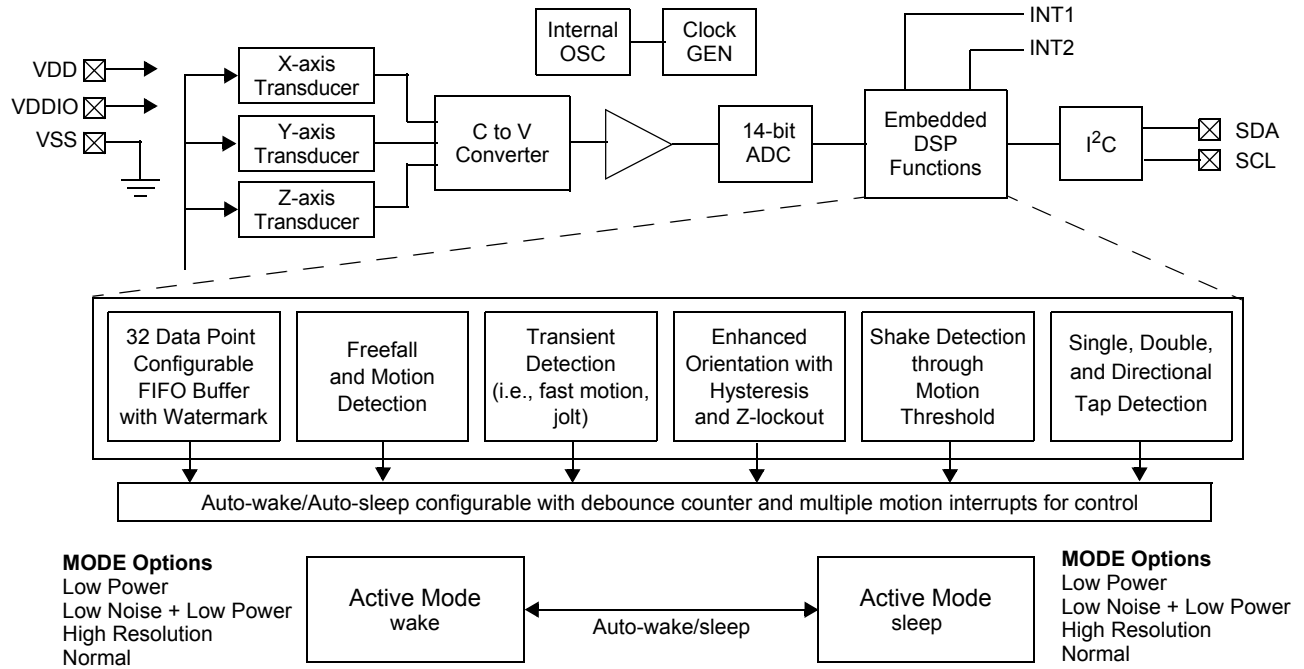 INT1
INT2
Internal
OSC
Clock
GEN
VDD
VDDIO
VSS
X-axis
Transducer
Y-axis
Transducer
Z-axis
Transducer
C to V
Converter
14-bit
ADC
Embedded
DSP
Functions
I²C
SDA
SCL
32 Data Point
Configurable
FIFO Buffer
with Watermark
Freefall
and Motion
Detection
Transient
Detection
(i.e., fast motion,
jolt)
Enhanced
Orientation with
Hysteresis
and Z-lockout
Shake Detection
through
Motion
Threshold
Single, Double,
and Directional
Tap Detection
Auto-wake/Auto-sleep configurable with debounce counter and multiple motion interrupts for control
MODE Options
Low Power
Low Noise + Low Power
High Resolution
Normal
Active Mode
wake
Auto-wake/sleep
Active Mode
sleep
MODE Options
Low Power
Low Noise + Low Power
High Resolution
Normal